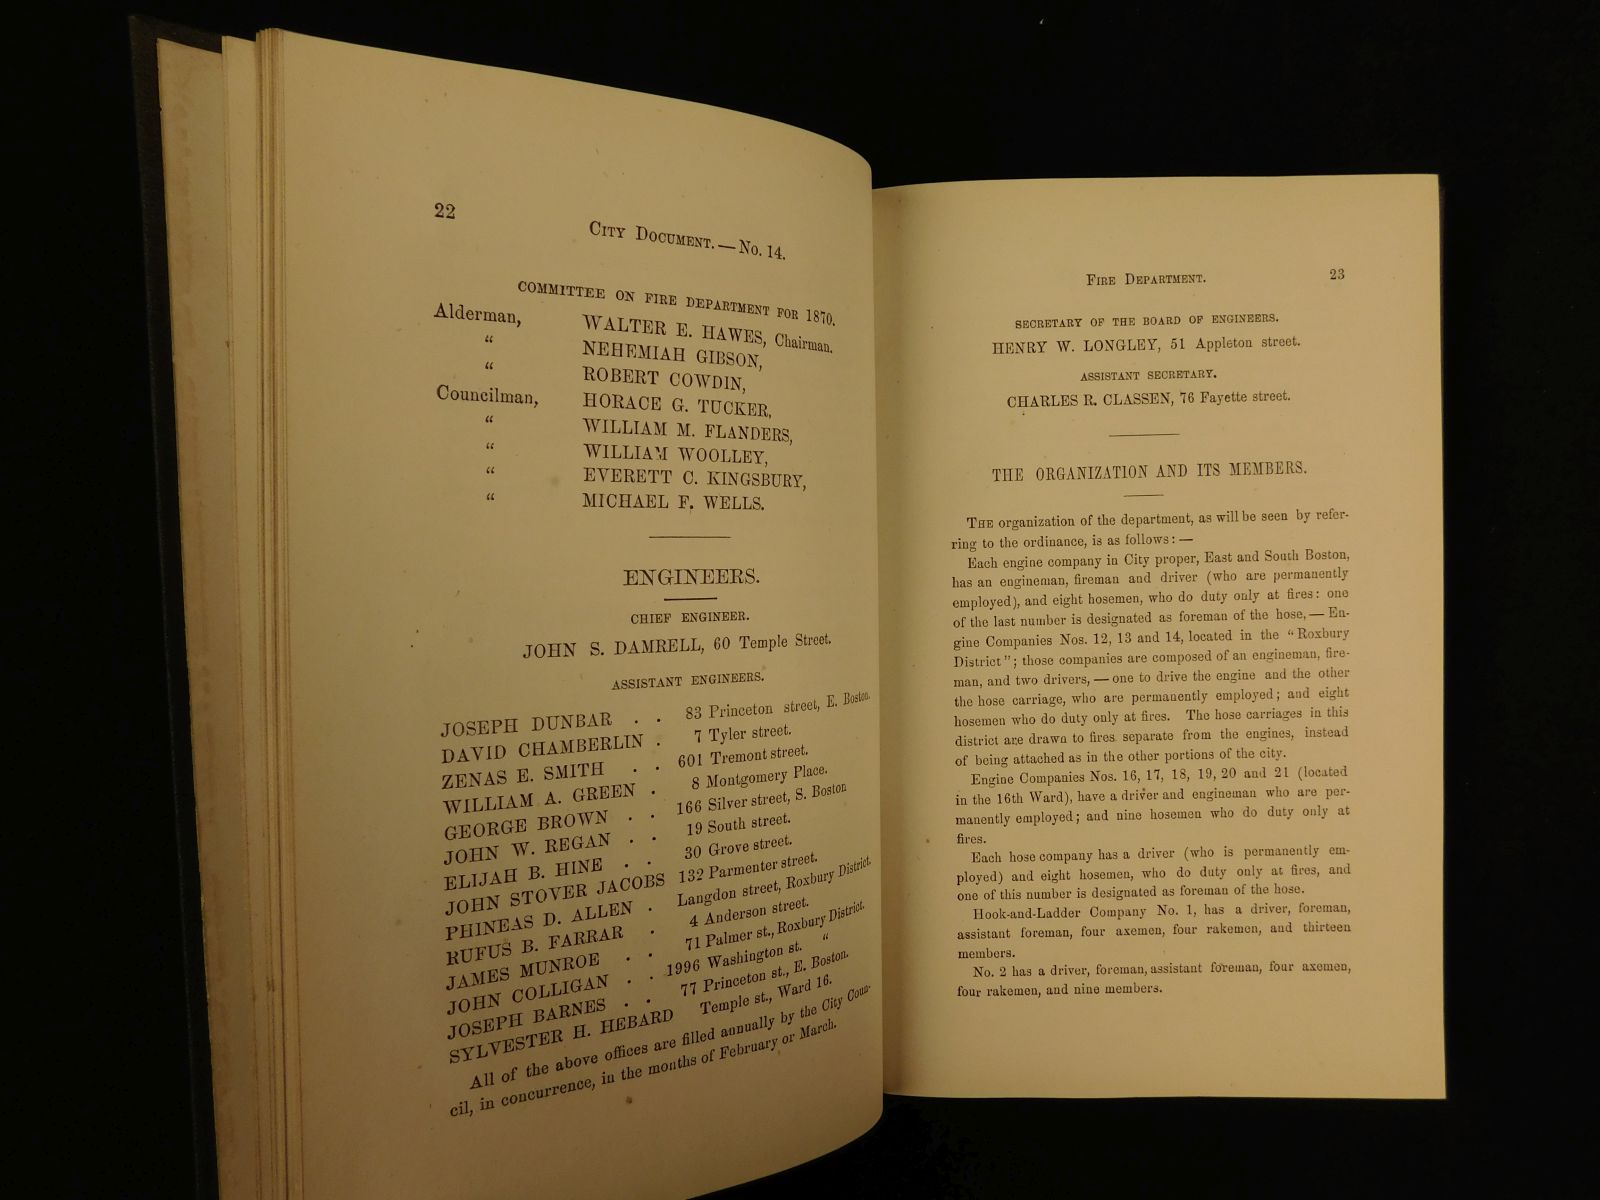 22
City Document. — No. 14.
COMMITTEE ON FIRE DEPARTMENT FOR 1870.
Alderman, WALTER E. HAWES, Chairman.
“ NEHEMIAH GIBSON,
“ ROBERT COWDIN,
Councilman, HORACE G. TUCKER,
“ WILLIAM M. FLANDERS,
“ WILLIAM WOOLLEY,
“ EVERETT C. KINGSBURY,
“ MICHAEL F. WELLS.
ENGINEERS.
CHIEF ENGINEER.
JOHN S. DAMRELL, 60 Temple Street.
ASSISTANT ENGINEERS.
JOSEPH DUNBAR . . 83 Princeton street, E. Boston.
DAVID CHAMBERLIN . 7 Tyler street.
ZENAS E. SMITH . . 601 Tremont street.
WILLIAM A. GREEN . 8 Montgomery Place.
GEORGE BROWN . . 166 Silver street, S. Boston
JOHN W. REGAN . . 19 South street.
ELIJAH B. HINE . . 30 Grove street.
JOHN STOVER JACOBS 132 Parmenter street.
PHINEAS D. ALLEN . Langdon street, Roxbury District.
RUFUS B. FARRAR . 4 Anderson street.
JAMES MUNROE . . 71 Palmer st., Roxbury District.
JOHN COLLIGAN . . 1996 Washington st. “
JOSEPH BARNES . . 77 Princeton st., E. Boston.
SYLVESTER H. HEBARD Temple st., Ward 16.
All of the above offices are filled annually by the City Coun-
cil, in concurrence, in the months of February or March.
Fire Department. 23
SECRETARY OF THE BOARD OF ENGINEERS.
HENRY W. LONGLEY, 51 Appleton street.
ASSISTANT SECRETARY.
CHARLES R. CLASSEN, 76 Fayette street.
THE ORGANIZATION AND ITS MEMBERS.
The organization of the department, as will be seen by refer-
ring to the ordinance, is as follows: —
Each engine company in City proper, East and South Boston,
has an engineman, fireman and driver (who are permanently
employed), and eight hosemen, who do duty only at fires: one
of the last number is designated as foreman of the hose, — En-
gine Companies Nos. 12, 13 and 14, located in the “Roxbury
District”; those companies are composed of an engineman, fire-
man, and two drivers, — one to drive the engine and the other
the hose carriage, who are permanently employed; and eight
hosemen who do duty only at fires. The hose carriages in this
district are drawn to fires separate from the engines, instead
of being attached as in the other portions of the city.
Engine Companies Nos. 16, 17, 18, 19, 20 and 21 (located
in the 16th Ward), have a driver and engineman who are per-
manently employed; and nine hosemen who do duty only at
fires.
Each hose company has a driver (who is permanently em-
ployed) and eight hosemen, who do duty only at fires, and
one of this number is designated as foreman of the hose.
Hook-and-Ladder Company No. 1, has a driver, foreman,
assistant foreman, four axemen, four rakemen, and thirteen
members.
No. 2 has a driver, foreman, assistant foreman, four axemen,
four rakemen, and nine members.